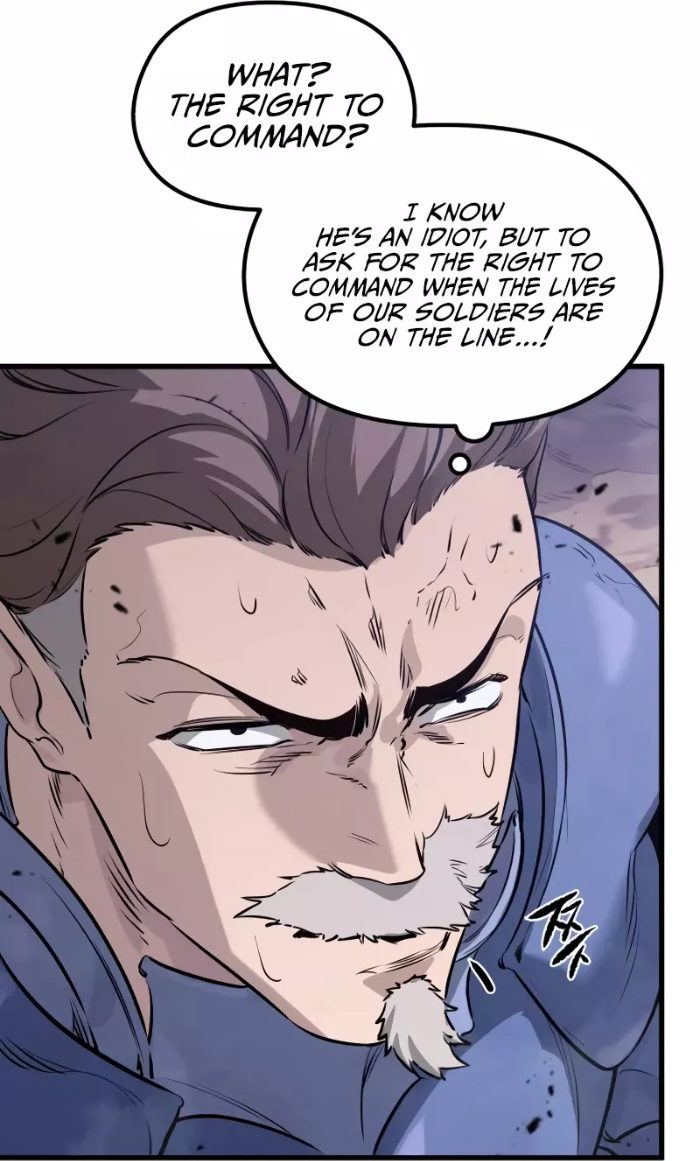 WHAT?
THE RIGHT TO
COMMAND?
I KNOW
HE'S AN IDIOT, BUT TO
ASK FOR THE RIGHT TO
COMMAND WHEN THE LIVES
OF OUR SOLDIERS ARE
ON THE LINE...!